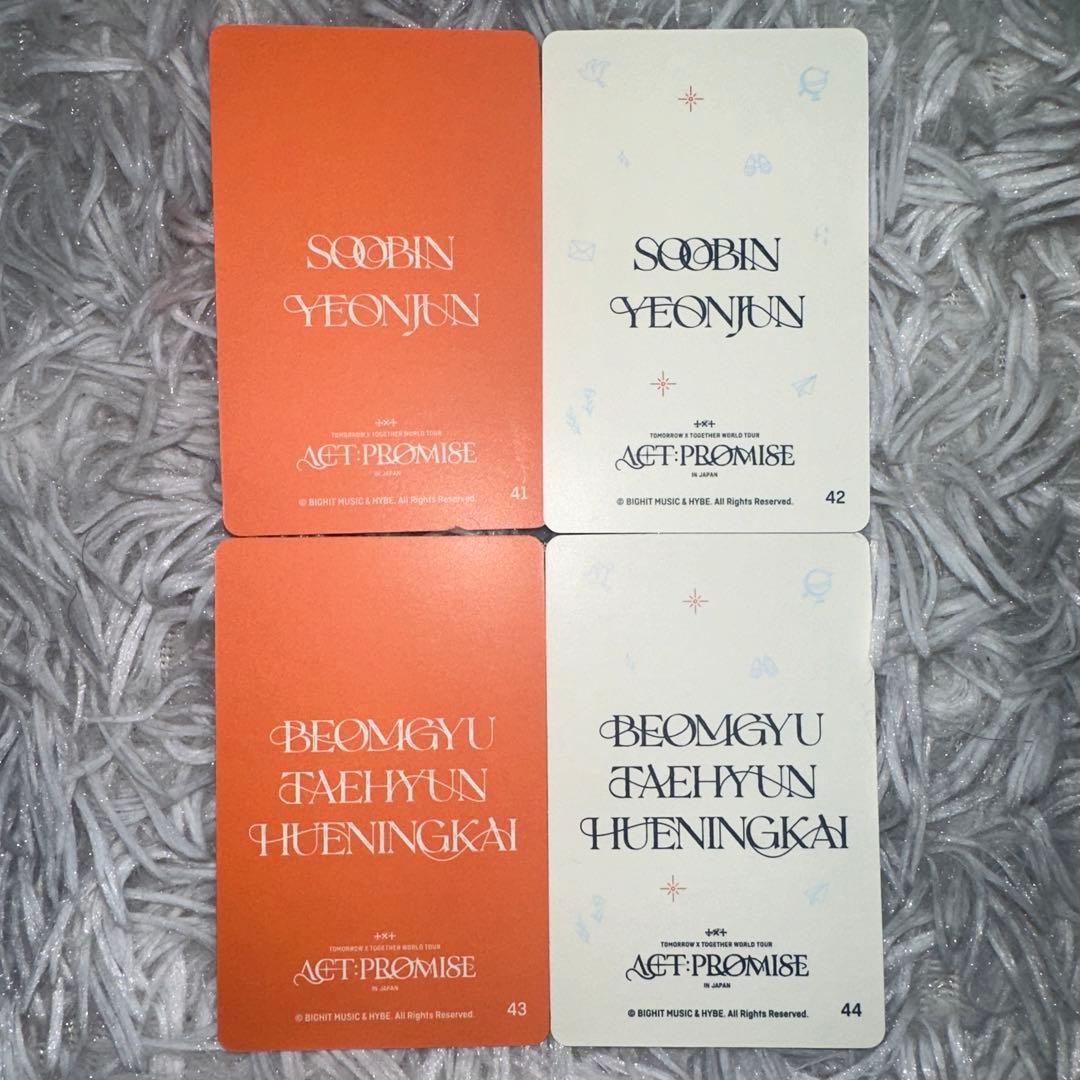 SOOBIN
YEONJUN
+×+
TOMORROW X TOGETHER WORLD TOUR
ACT:PROMISE
IN JAPAN
© BIGHIT MUSIC & HYBE. All Rights Reserved.
41
SOOBIN
YEONJUN
+×+
TOMORROW X TOGETHER WORLD TOUR
ACT:PROMISE
IN JAPAN
© BIGHIT MUSIC & HYBE. All Rights Reserved.
42
BEOMGYU
TAEHYUN
HUENINGKAI
+×+
TOMORROW X TOGETHER WORLD TOUR
ACT:PROMISE
IN JAPAN
© BIGHIT MUSIC & HYBE. All Rights Reserved.
43
BEOMGYU
TAEHYUN
HUENINGKAI
+×+
TOMORROW X TOGETHER WORLD TOUR
ACT:PROMISE
IN JAPAN
© BIGHIT MUSIC & HYBE. All Rights Reserved.
44